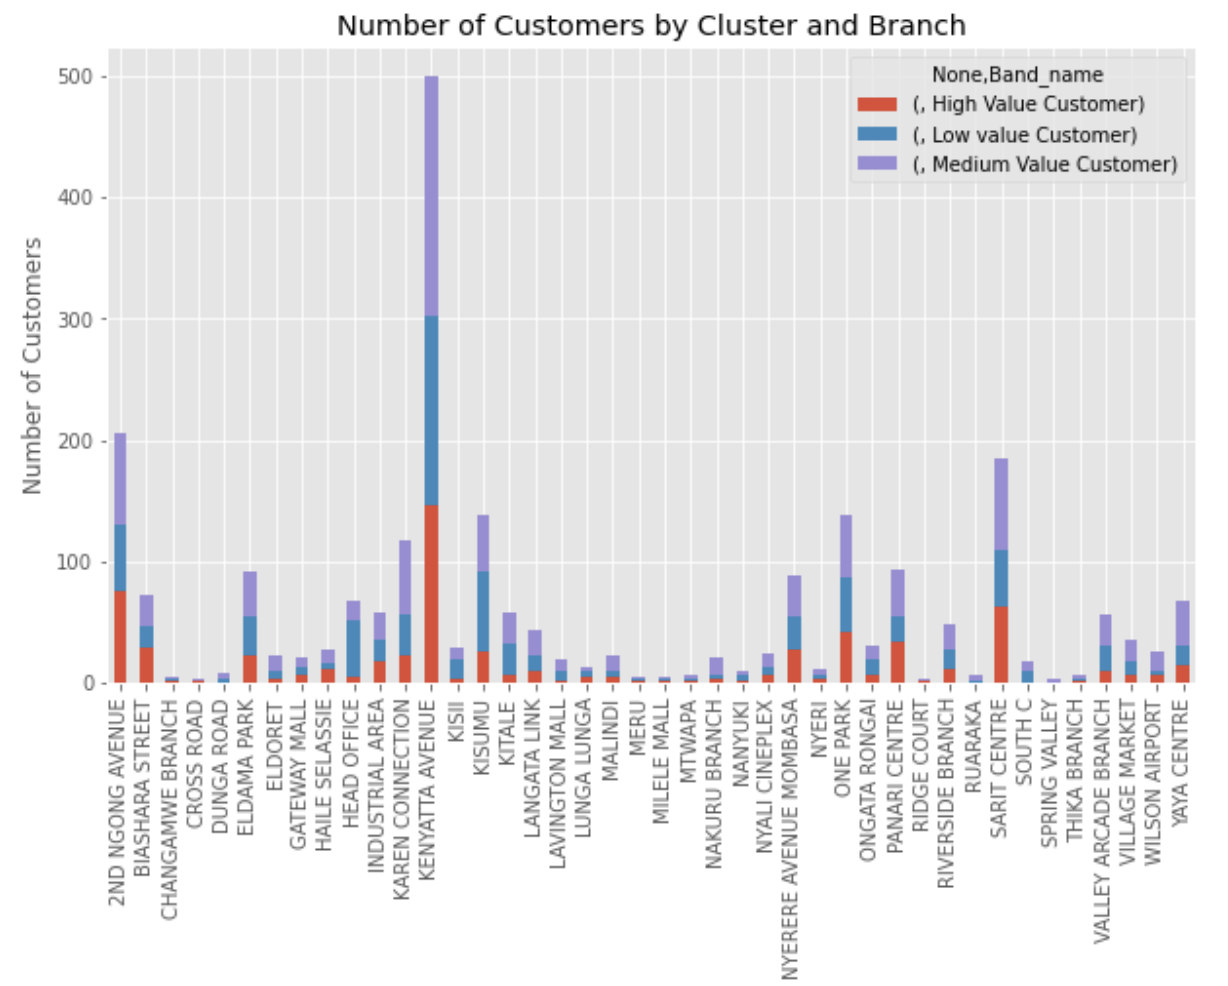 Number of Customers by Cluster and Branch
None,Band_name
(, High Value Customer)
(, Low value Customer)
(, Medium Value Customer)
Number of Customers
500
400
300
200
100
0
2ND NGONG AVENUE
BIASHARA STREET
CHANGAMWE BRANCH
CROSS ROAD
DUNGA ROAD
ELDAMA PARK
ELDORET
GATEWAY MALL
HAILE SELASSIE
HEAD OFFICE
INDUSTRIAL AREA
KAREN CONNECTION
KENYATTA AVENUE
KISII
KISUMU
KITALE
LANGATA LINK
LAVINGTON MALL
LUNGA LUNGA
MALINDI
MERU
MILELE MALL
MTWAPA
NAKURU BRANCH
NANYUKI
NYALI CINEPLEX
NYERERE AVENUE MOMBASA
NYERI
ONE PARK
ONGATA RONGAI
PANARI CENTRE
RIDGE COURT
RIVERSIDE BRANCH
RUARAKA
SARIT CENTRE
SOUTH C
SPRING VALLEY
THIKA BRANCH
VALLEY ARCADE BRANCH
VILLAGE MARKET
WILSON AIRPORT
YAYA CENTRE